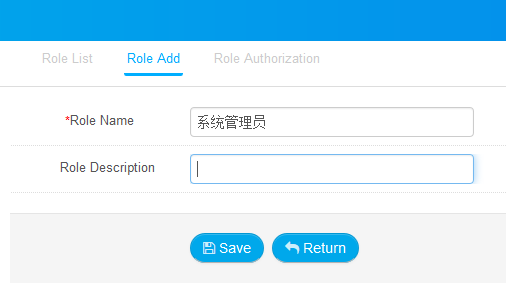 Role List Role Add Role Authorization
*Role Name 系统管理员
Role Description
Save Return